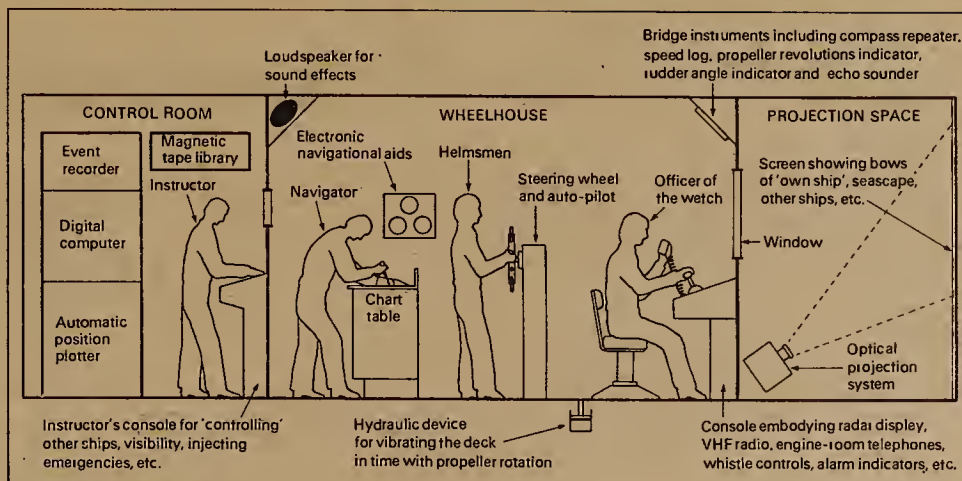 Loudspeaker for
sound effects
Bridge instruments including compass repeater,
speed log, propeller revolutions indicator,
rudder angle indicator and echo sounder
CONTROL ROOM
WHEELHOUSE
PROJECTION SPACE
Event
recorder
Magnetic
tape library
Electronic
navigational aids
Helmsmen
Screen showing bows
of 'own ship', seascape,
other ships, etc.
Instructor
Navigator
Steering wheel
and auto-pilot
Officer of
the wetch
Digital
computer
Window
Chart
table
Automatic
position
plotter
Optical
projection
system
Instructor's console for 'controlling'
other ships, visibility, injecting
emergencies, etc.
Hydraulic device
for vibrating the deck
in time with propeller rotation
Console embodying radar display,
VHF radio, engine-room telephones,
whistle controls, alarm indicators, etc.